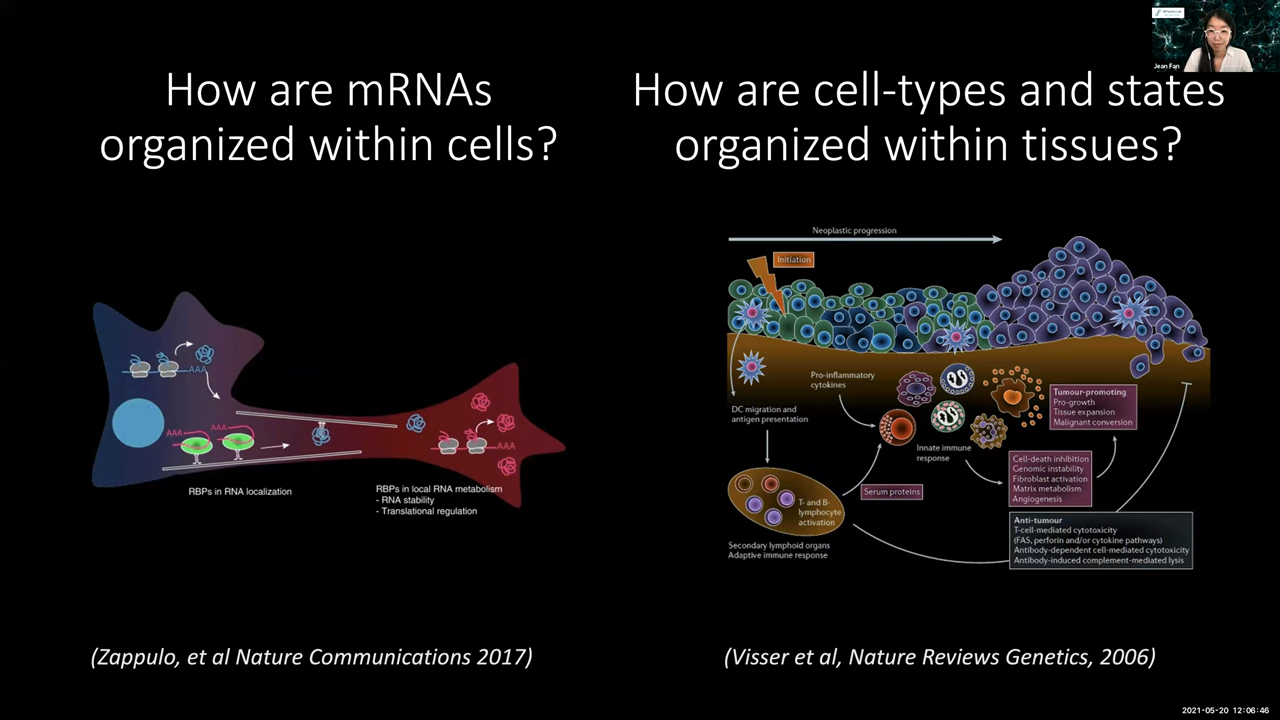 How are mRNAs
organized within cells?
AAA
AAA
AAA
AAA
RBPs in RNA localization
RBPs in local RNA metabolism
- RNA stability
- Translational regulation
(Zappulo, et al Nature Communications 2017)
How are cell-types and states
organized within tissues?
Neoplastic progression
Initiation
Pro-inflammatory
cytokines
DC migration and
antigen presentation
Innate immune
response
Tumour-promoting
Pro-growth
Tissue expansion
Malignant conversion
Cell-death inhibition
Genomic instability
Fibroblast activation
Matrix metabolism
Angiogenesis
Serum proteins
T- and B-
lymphocyte
activation
Secondary lymphoid organs
Adaptive immune response
Anti-tumour
T-cell-mediated cytotoxicity
(FAS, perforin and/or cytokine pathways)
Antibody-dependent cell-mediated cytotoxicity
Antibody-induced complement-mediated lysis
(Visser et al, Nature Reviews Genetics, 2006)
Jean Fan
2021-05-20 12:06:46